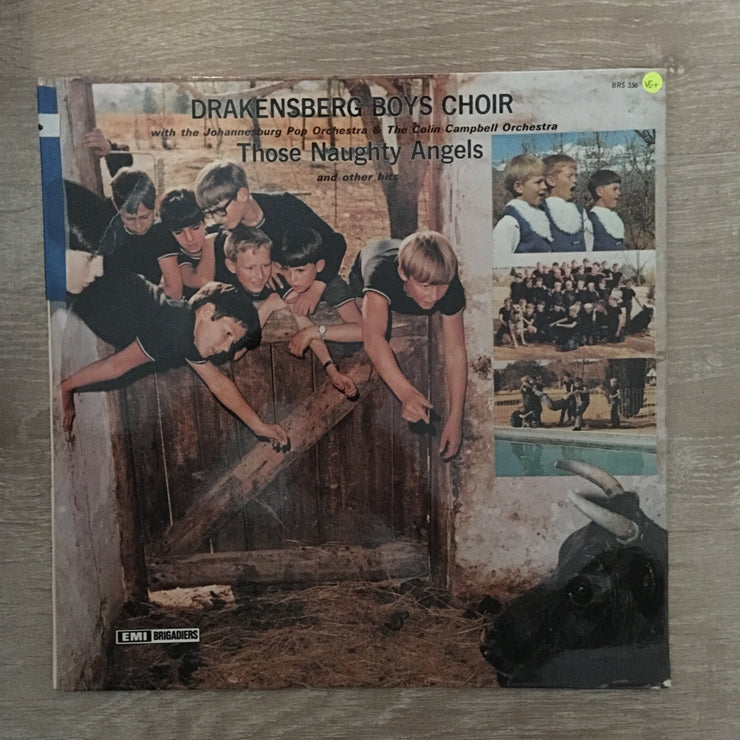 BRS 356
VG+
DRAKENSBERG BOYS CHOIR
with the Johannesburg Pop Orchestra & The Colin Campbell Orchestra
Those Naughty Angels
and other hits
EMI BRIGADIERS